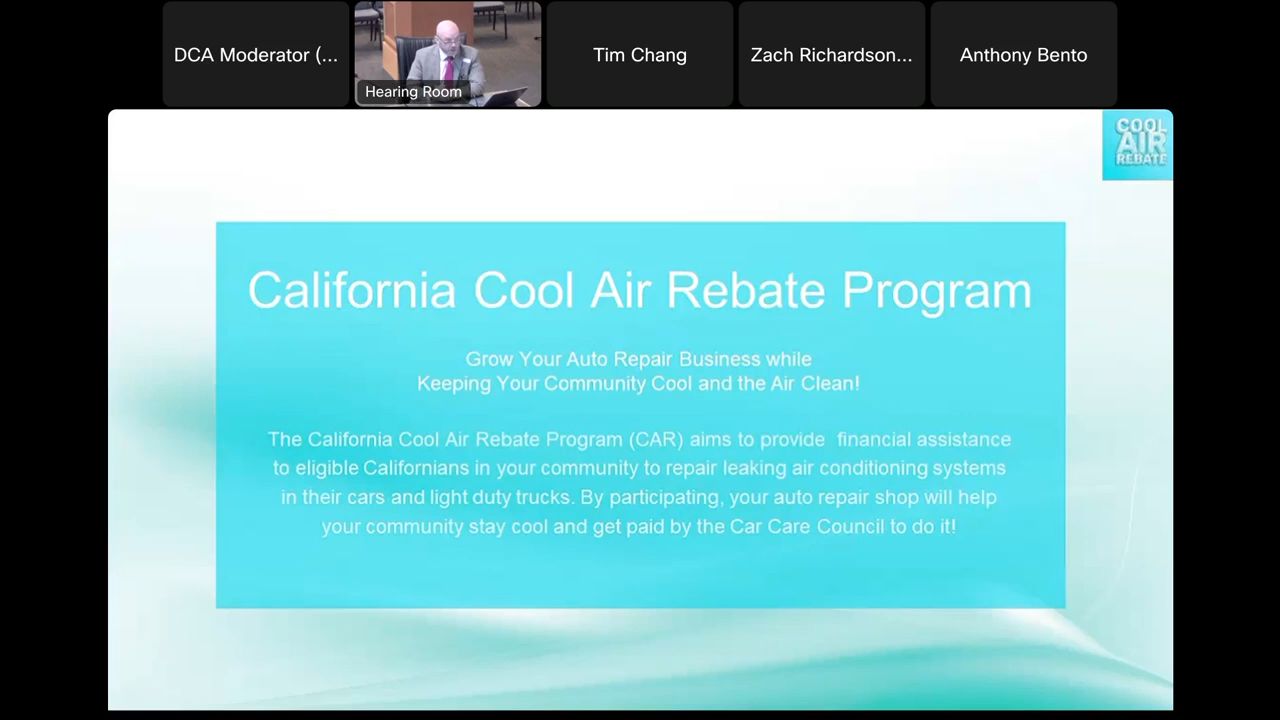 DCA Moderator (...
Hearing Room
Tim Chang
Zach Richardson...
Anthony Bento
COOL
AIR
REBATE
California Cool Air Rebate Program
Grow Your Auto Repair Business while
Keeping Your Community Cool and the Air Clean!
The California Cool Air Rebate Program (CAR) aims to provide financial assistance
to eligible Californians in your community to repair leaking air conditioning systems
in their cars and light duty trucks. By participating, your auto repair shop will help
your community stay cool and get paid by the Car Care Council to do it!